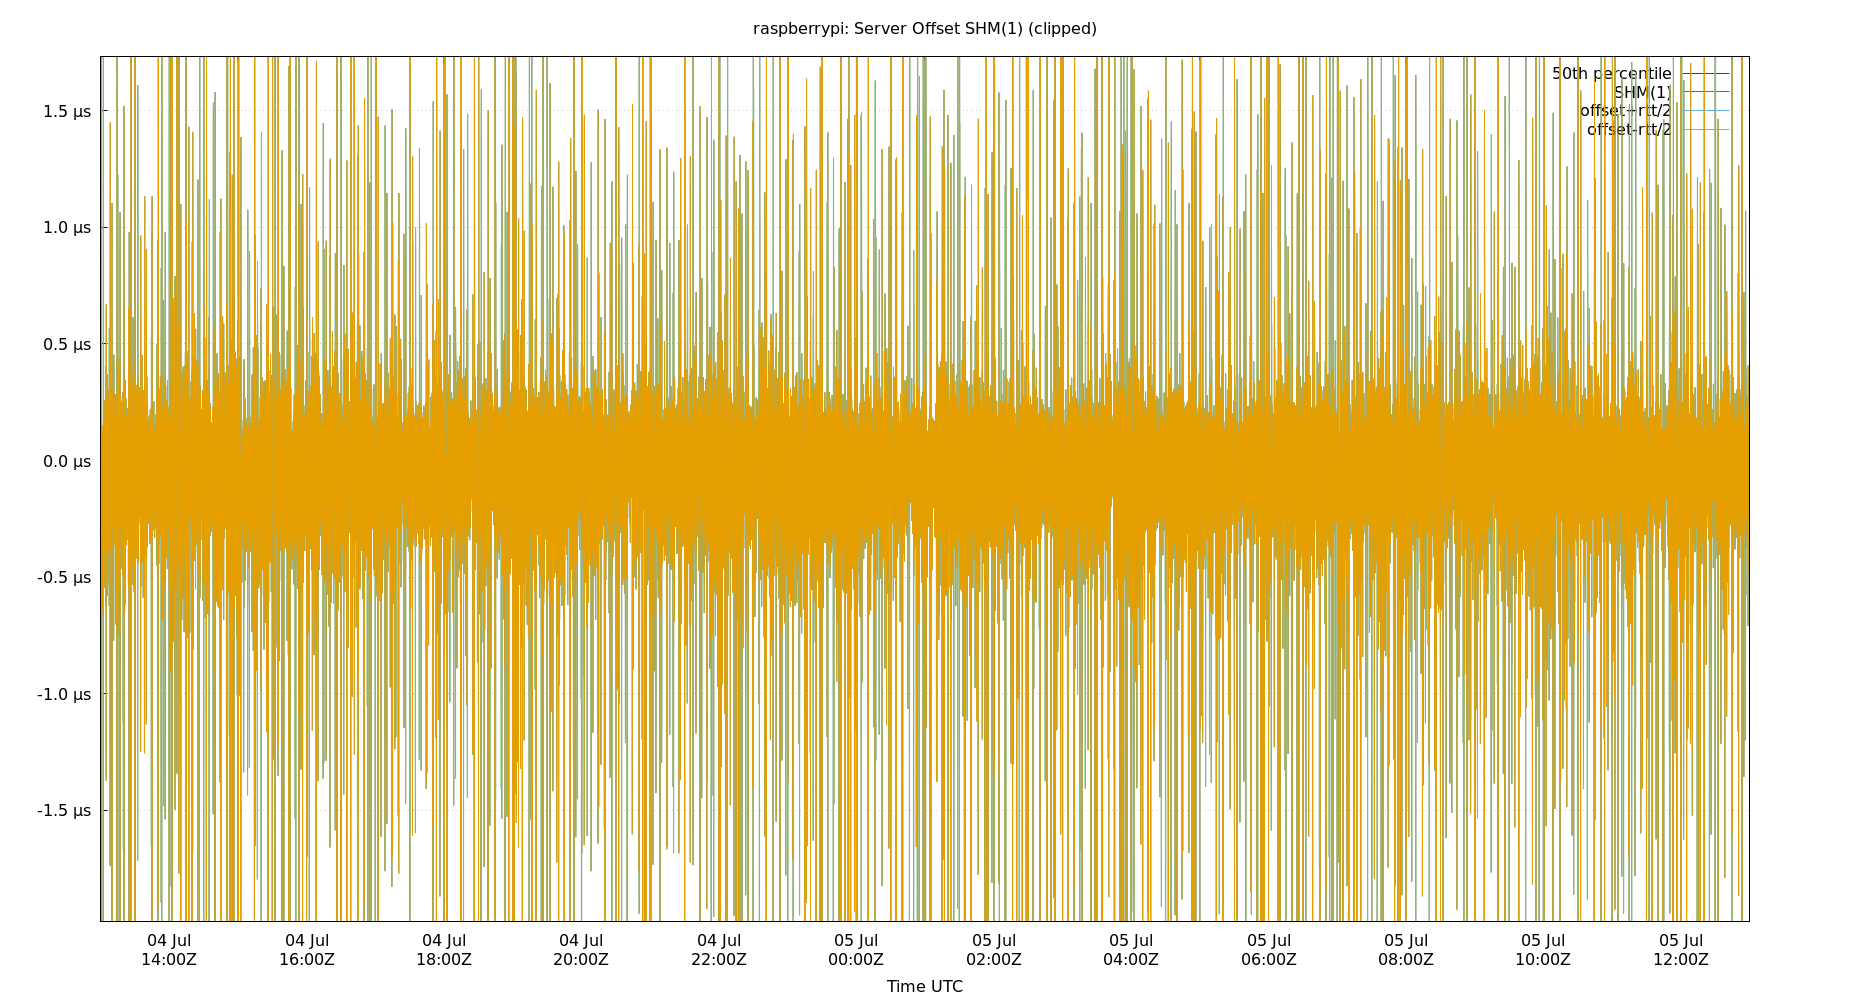 raspberrypi: Server Offset SHM(1) (clipped)
50th percentile
SHM(1)
offset+rtt/2
offset-rtt/2
1.5 µs
1.0 µs
0.5 µs
0.0 µs
-0.5 µs
-1.0 µs
-1.5 µs
04 Jul 04 Jul 04 Jul 04 Jul 04 Jul 05 Jul 05 Jul 05 Jul 05 Jul 05 Jul 05 Jul 05 Jul
14:00Z 16:00Z 18:00Z 20:00Z 22:00Z 00:00Z 02:00Z 04:00Z 06:00Z 08:00Z 10:00Z 12:00Z
Time UTC